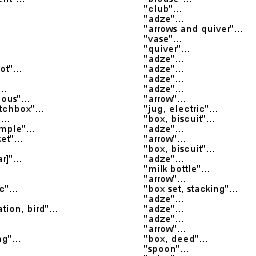 ot"...
...
ous"...
tchbox"...
...
mple"...
et"...
ar]"...
c"...
ation, bird"...
g"...
"club"...
"adze"...
"arrows and quiver"...
"vase"...
"quiver"...
"adze"...
"adze"...
"adze"...
"adze"...
"arrow"...
"jug, electric"...
"box, biscuit"...
"adze"...
"arrow"...
"box, biscuit"...
"adze"...
"milk bottle"...
"arrow"...
"box set, stacking"...
"adze"...
"adze"...
"adze"...
"arrow"...
"box, deed"...
"spoon"...